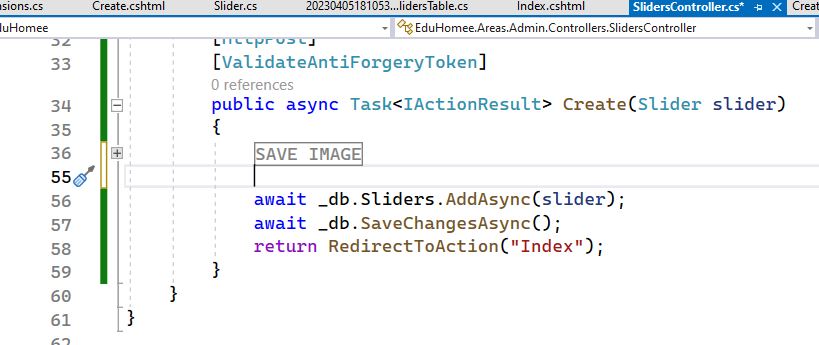 nsions.cs Create.cshtml Slider.cs 20230405181053...lidersTable.cs Index.cshtml SlidersController.cs* Creat
duHomee EduHomee.Areas.Admin.Controllers.SlidersController
32 [HttpPost]
33 [ValidateAntiForgeryToken]
0 references
34 public async Task<IActionResult> Create(Slider slider)
35 {
36 SAVE IMAGE
55
56 await _db.Sliders.AddAsync(slider);
57 await _db.SaveChangesAsync();
58 return RedirectToAction("Index");
59 }
60 }
61 }
62